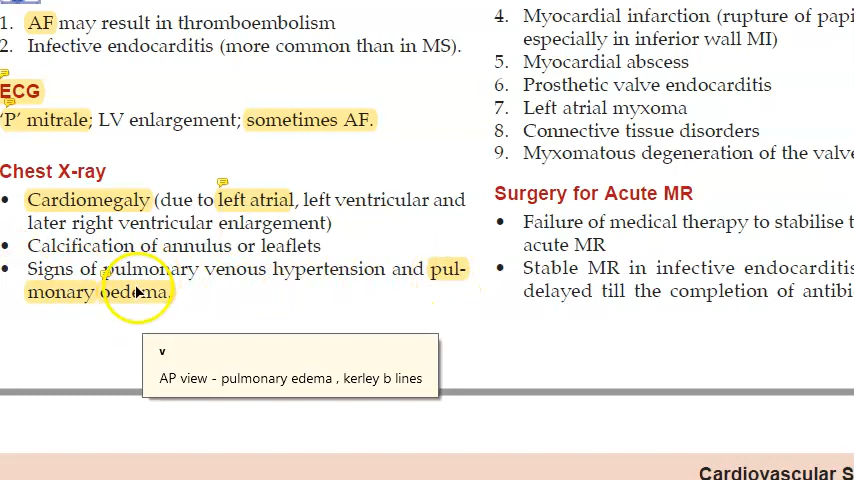 1. AF may result in thromboembolism
2. Infective endocarditis (more common than in MS).
ECG
'P' mitrale; LV enlargement; sometimes AF.
Chest X-ray
• Cardiomegaly (due to left atrial, left ventricular and
later right ventricular enlargement)
• Calcification of annulus or leaflets
• Signs of pulmonary venous hypertension and pul-
monary oedema.
v
AP view - pulmonary edema , kerley b lines
4. Myocardial infarction (rupture of papi
especially in inferior wall MI)
5. Myocardial abscess
6. Prosthetic valve endocarditis
7. Left atrial myxoma
8. Connective tissue disorders
9. Myxomatous degeneration of the valve
Surgery for Acute MR
• Failure of medical therapy to stabilise t
acute MR
• Stable MR in infective endocarditis
delayed till the completion of antibi
Cardiovascular S